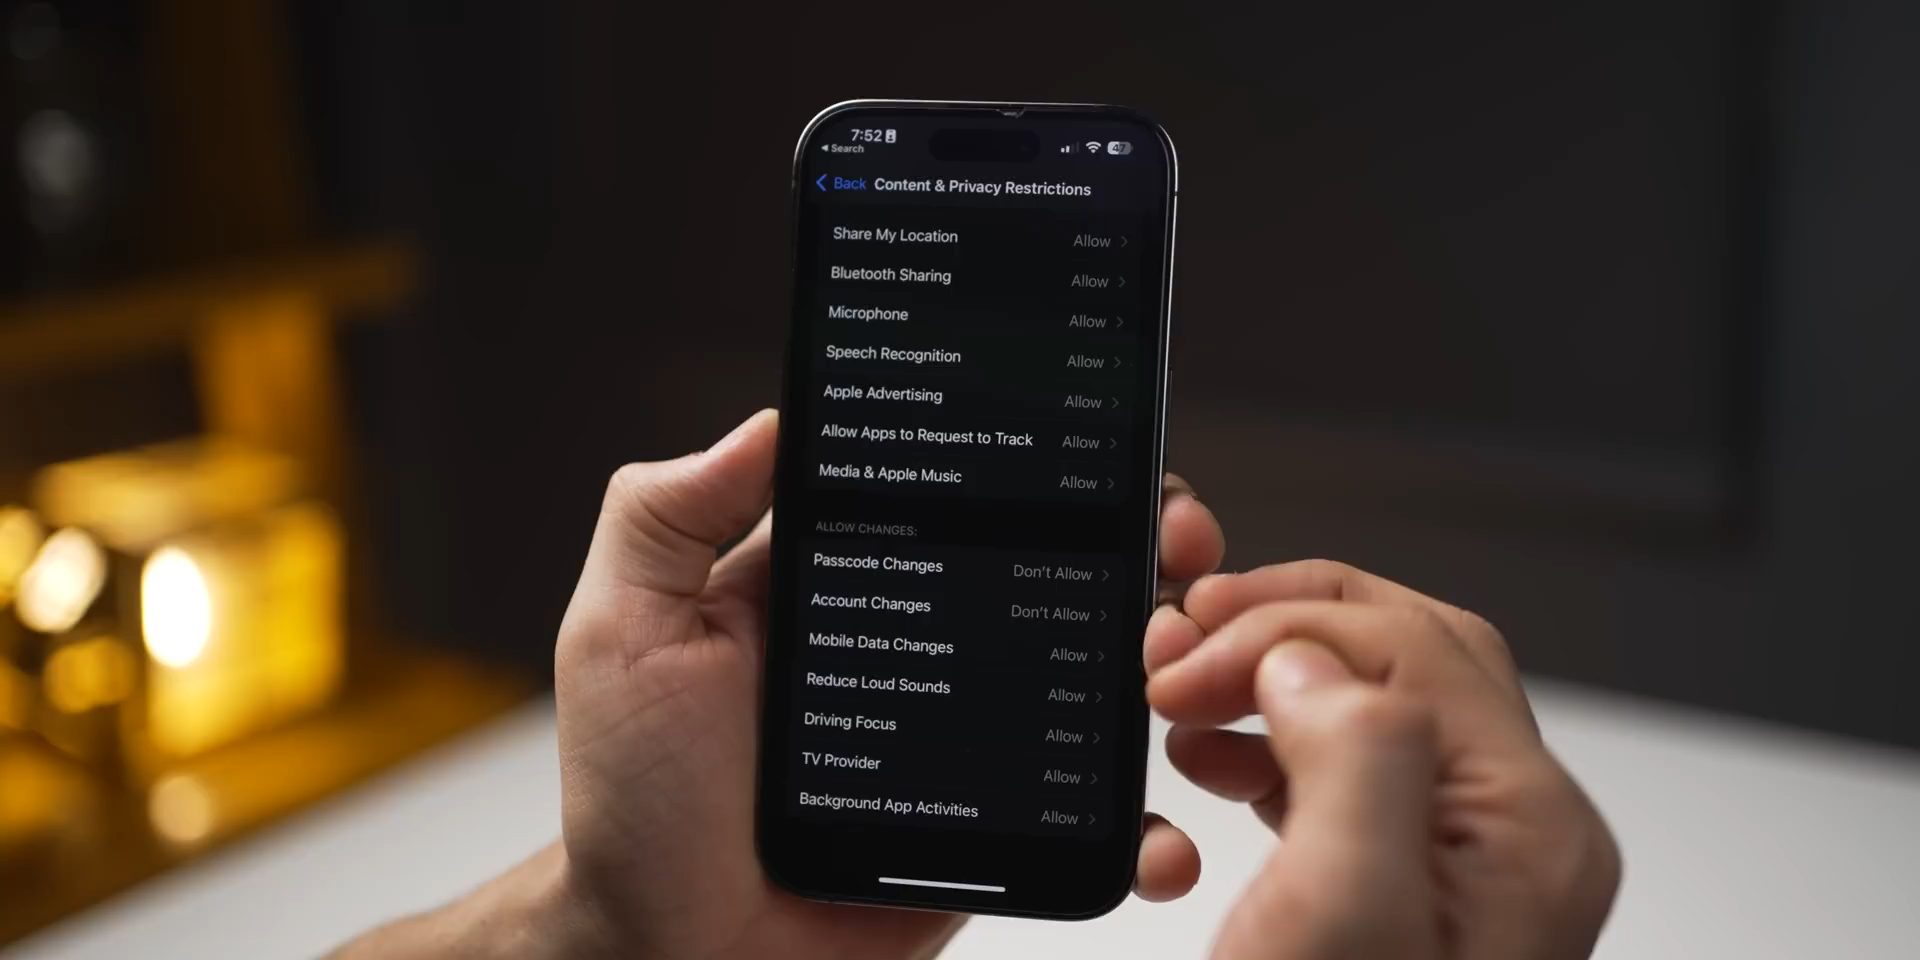 7:52
47
◀ Search
Back Content & Privacy Restrictions
Share My Location Allow
Bluetooth Sharing Allow
Microphone Allow
Speech Recognition Allow
Apple Advertising Allow
Allow Apps to Request to Track Allow
Media & Apple Music Allow
ALLOW CHANGES:
Passcode Changes Don't Allow
Account Changes Don't Allow
Mobile Data Changes Allow
Reduce Loud Sounds Allow
Driving Focus Allow
TV Provider Allow
Background App Activities Allow